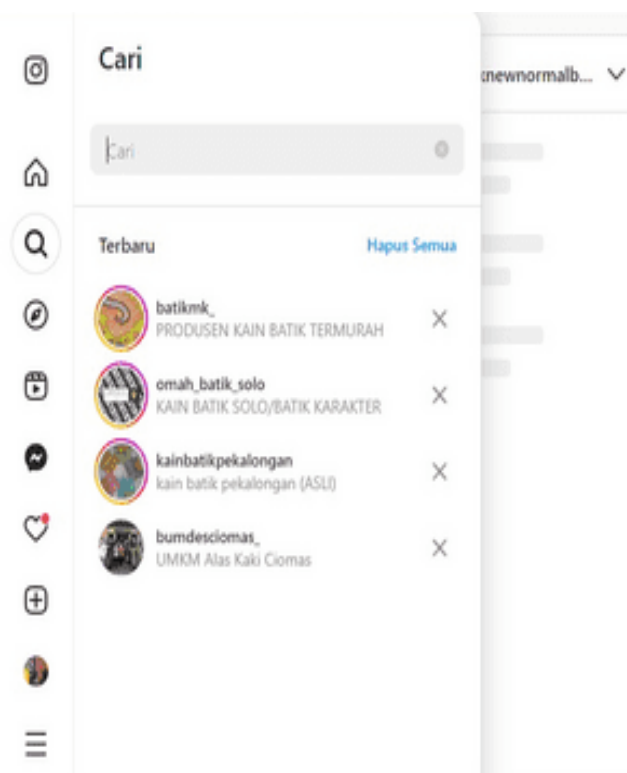 Cari
knewnormalb...
Cari
Terbaru
Hapus Semua
batikmk_
PRODUSEN KAIN BATIK TERMURAH
omah_batik_solo
KAIN BATIK SOLO/BATIK KARAKTER
kainbatikpekalongan
kain batik pekalongan (ASLI)
bumdesciomas_
UMKM Alas Kaki Ciomas